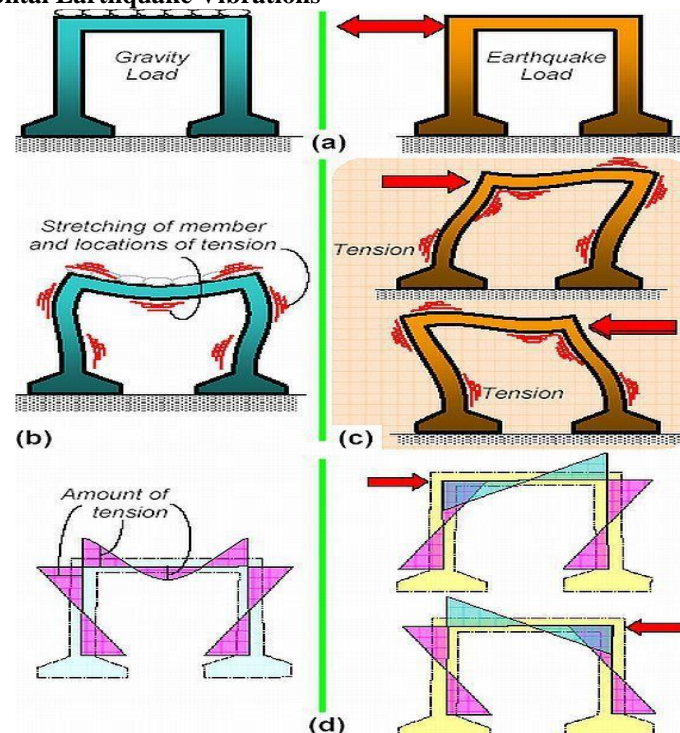 Gravity
Load
Earthquake
Load
(a)
Stretching of member
and locations of tension
Tension
Tension
(b)
(c)
Amount of
tension
(d)